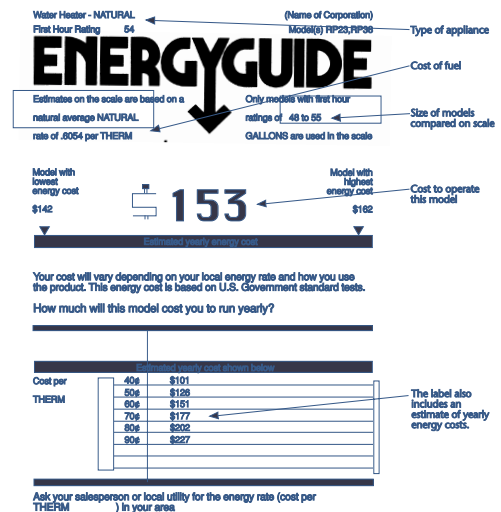 Water Heater - NATURAL (Name of Corporation)
First Hour Rating 54 Model(s) RP23,RP38
Type of appliance
ENERGYGUIDE
Cost of fuel
Estimates on the scale are based on a Only models with first hour
natural average NATURAL ratings of 48 to 55
rate of .6054 per THERM GALLONS are used in the scale
Size of models
compared on scale
Model with
lowest
energy cost
$142
$153
Model with
highest
energy cost
$162
Cost to operate
this model
Estimated yearly energy cost
Your cost will vary depending on your local energy rate and how you use
the product. This energy cost is based on U.S. Government standard tests.
How much will this model cost you to run yearly?
Estimated yearly cost shown below
Cost per
THERM
40¢ $101
50¢ $126
60¢ $151
70¢ $177
80¢ $202
90¢ $227
The label also
includes an
estimate of yearly
energy costs.
Ask your salesperson or local utility for the energy rate (cost per
THERM ) in your area